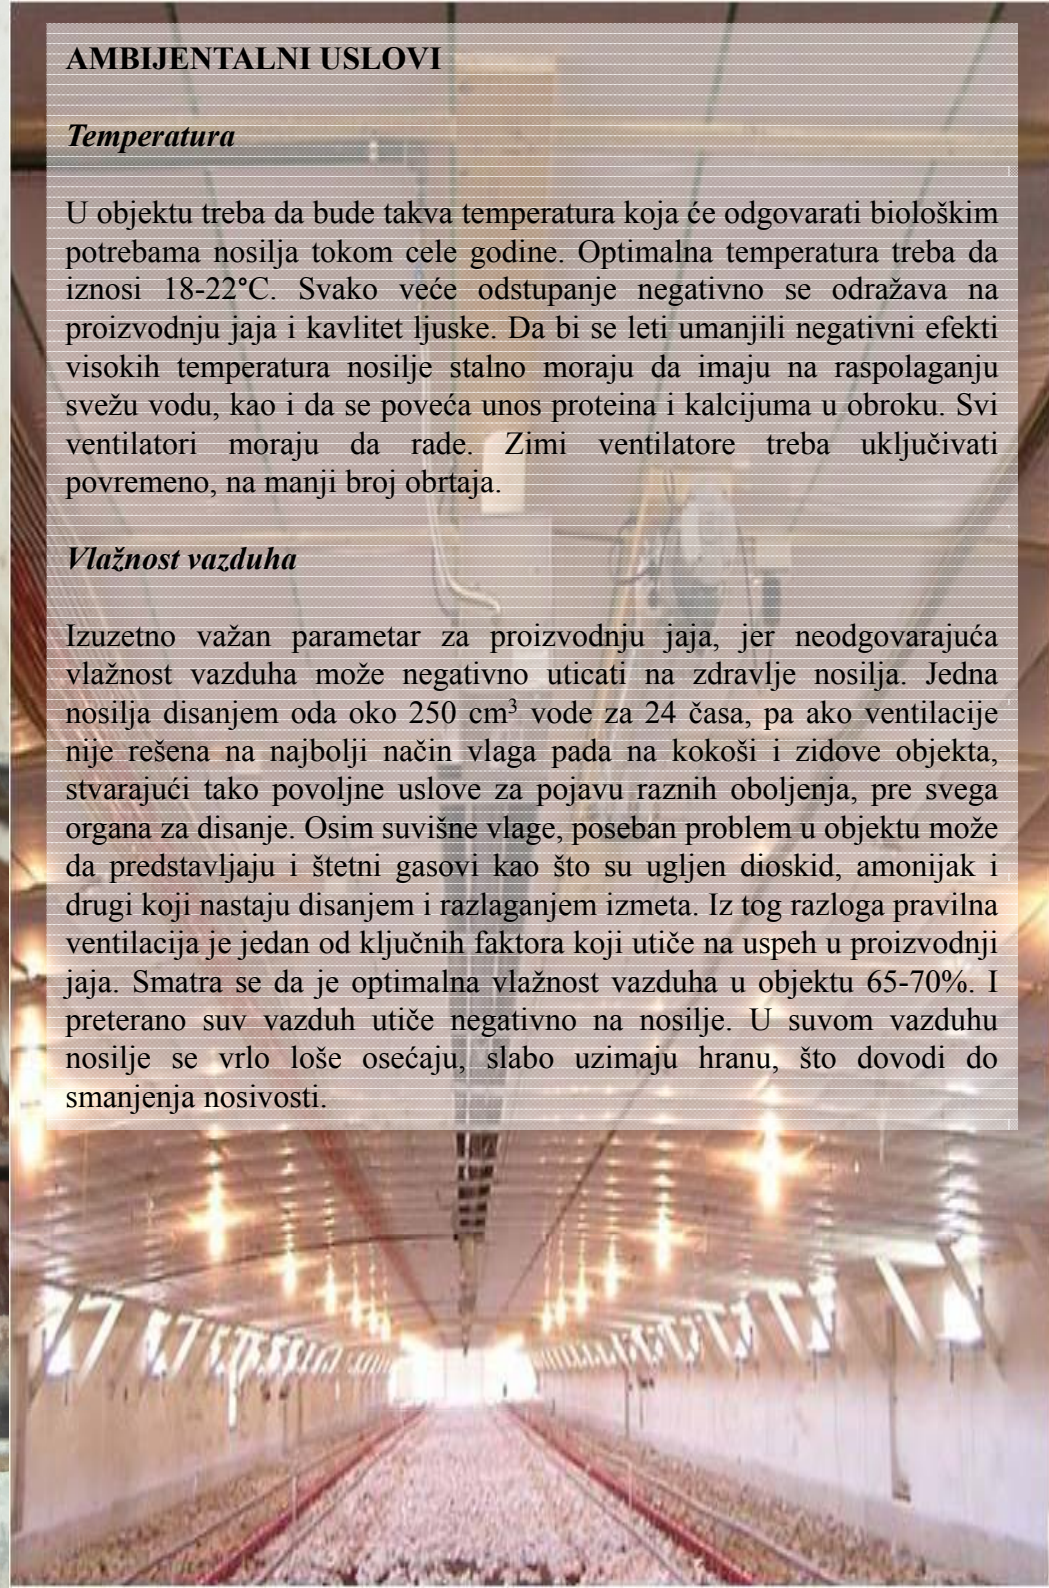 AMBIJENTALNI USLOVI
Temperatura
U objektu treba da bude takva temperatura koja će odgovarati biološkim
potrebama nosilja tokom cele godine. Optimalna temperatura treba da
iznosi 18-22°C. Svako veće odstupanje negativno se odražava na
proizvodnju jaja i kavlitet ljuske. Da bi se leti umanjili negativni efekti
visokih temperatura nosilje stalno moraju da imaju na raspolaganju
svežu vodu, kao i da se poveća unos proteina i kalcijuma u obroku. Svi
ventilatori moraju da rade. Zimi ventilatore treba uključivati
povremeno, na manji broj obrtaja.
Vlažnost vazduha
Izuzetno važan parametar za proizvodnju jaja, jer neodgovarajuća
vlažnost vazduha može negativno uticati na zdravlje nosilja. Jedna
nosilja disanjem oda oko 250 cm³ vode za 24 časa, pa ako ventilacije
nije rešena na najbolji način vlaga pada na kokoši i zidove objekta,
stvarajući tako povoljne uslove za pojavu raznih oboljenja, pre svega
organa za disanje. Osim suvišne vlage, poseban problem u objektu može
da predstavljaju i štetni gasovi kao što su ugljen dioskid, amonijak i
drugi koji nastaju disanjem i razlaganjem izmeta. Iz tog razloga pravilna
ventilacija je jedan od ključnih faktora koji utiče na uspeh u proizvodnji
jaja. Smatra se da je optimalna vlažnost vazduha u objektu 65-70%. I
preterano suv vazduh utiče negativno na nosilje. U suvom vazduhu
nosilje se vrlo loše osećaju, slabo uzimaju hranu, što dovodi do
smanjenja nosivosti.